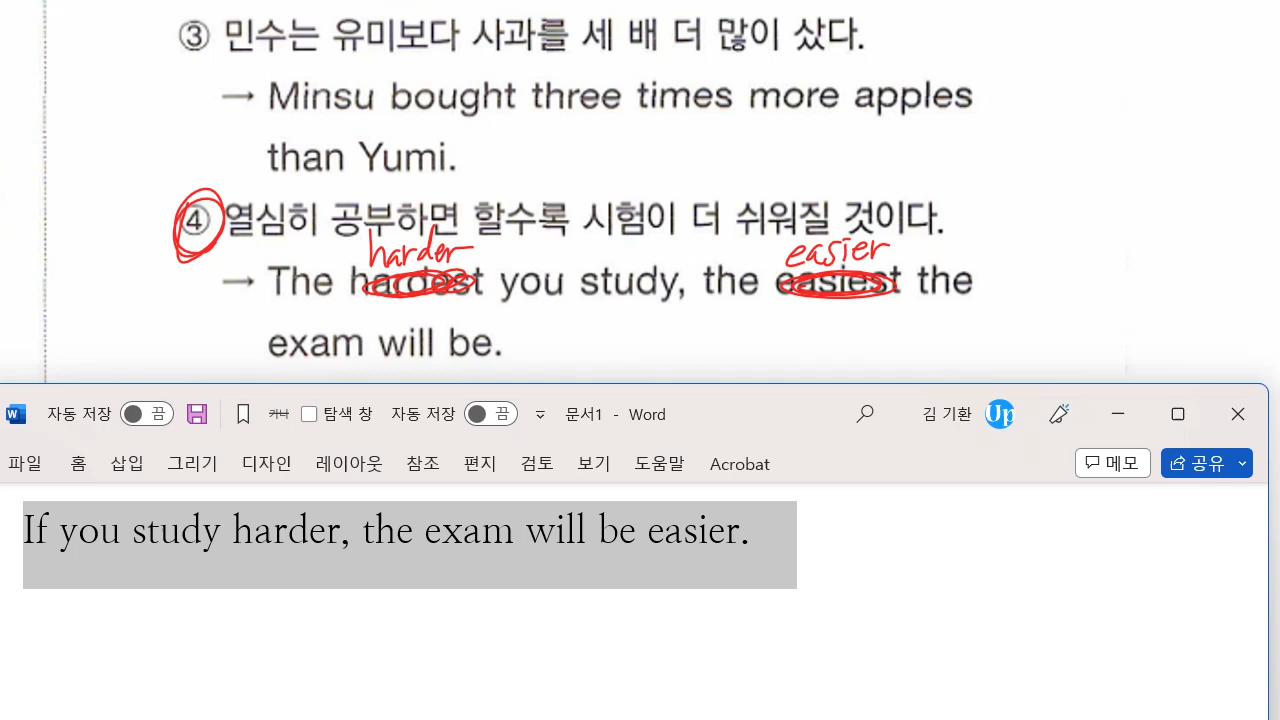 ③ 민수는 유미보다 사과를 세 배 더 많이 샀다.
→ Minsu bought three times more apples
than Yumi.
④ 열심히 공부하면 할수록 시험이 더 쉬워질 것이다.
harder easier
→ The hardest you study, the easiest the
exam will be.
자동 저장 끔 가나 탐색 창 자동 저장 끔 문서1 - Word 김 기환 Up
파일 홈 삽입 그리기 디자인 레이아웃 참조 편지 검토 보기 도움말 Acrobat 메모 공유
If you study harder, the exam will be easier.